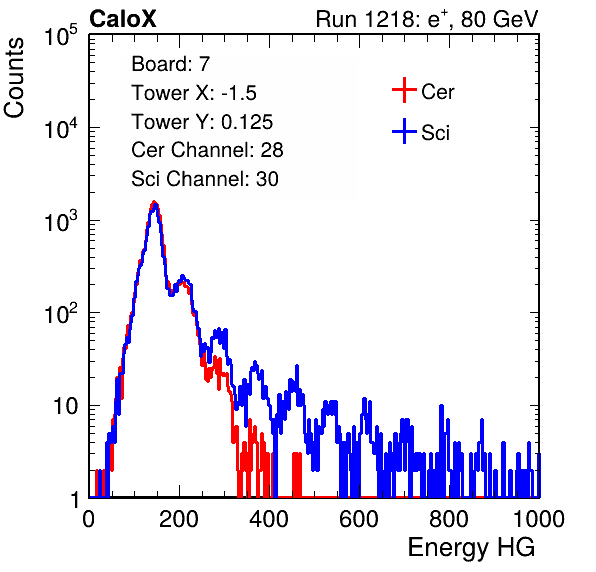 CaloX Run 1218: e⁺, 80 GeV
Board: 7
Tower X: -1.5
Tower Y: 0.125
Cer Channel: 28
Sci Channel: 30
Cer
Sci
Counts
10⁵
10⁴
10³
10²
10
1
0 200 400 600 800 1000
Energy HG